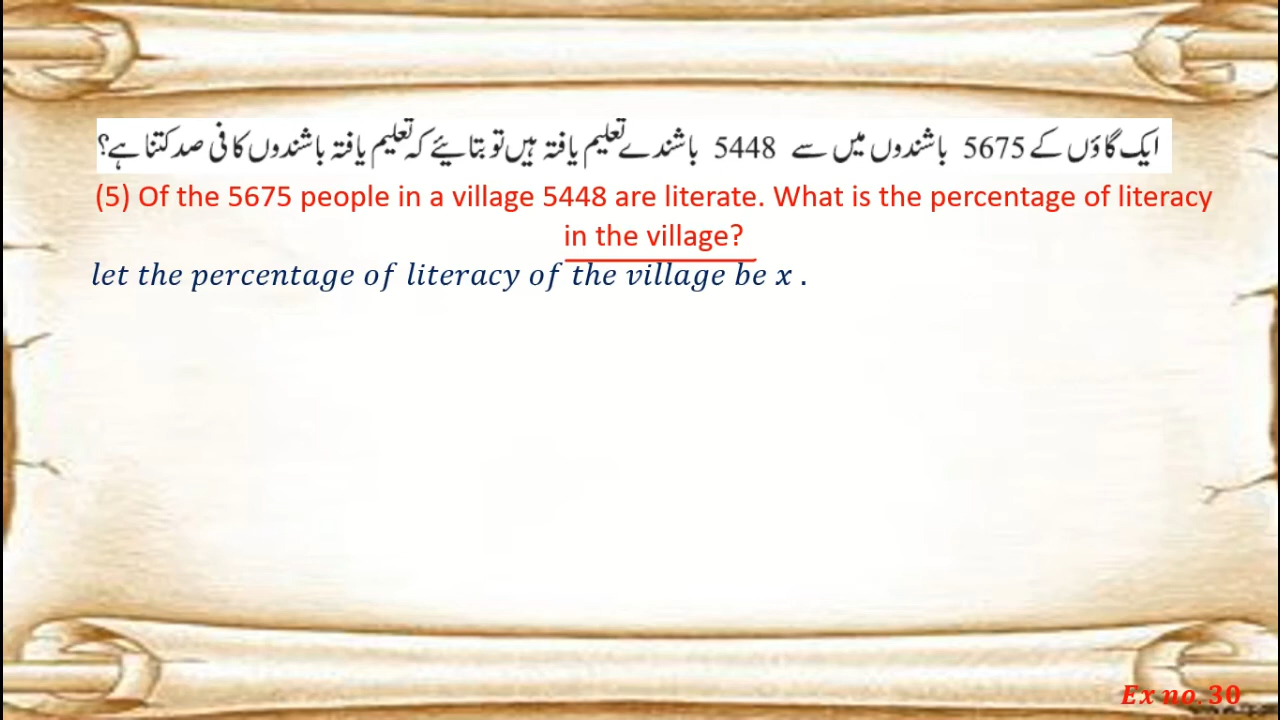 ایک گاؤں کے 5675 باشندوں میں سے 5448 باشندے تعلیم یافتہ ہیں تو بتایئے کہ تعلیم یافتہ باشندوں کا فی صد کتنا ہے؟
(5) Of the 5675 people in a village 5448 are literate. What is the percentage of literacy
in the village?
let the percentage of literacy of the village be x .
Ex no. 30